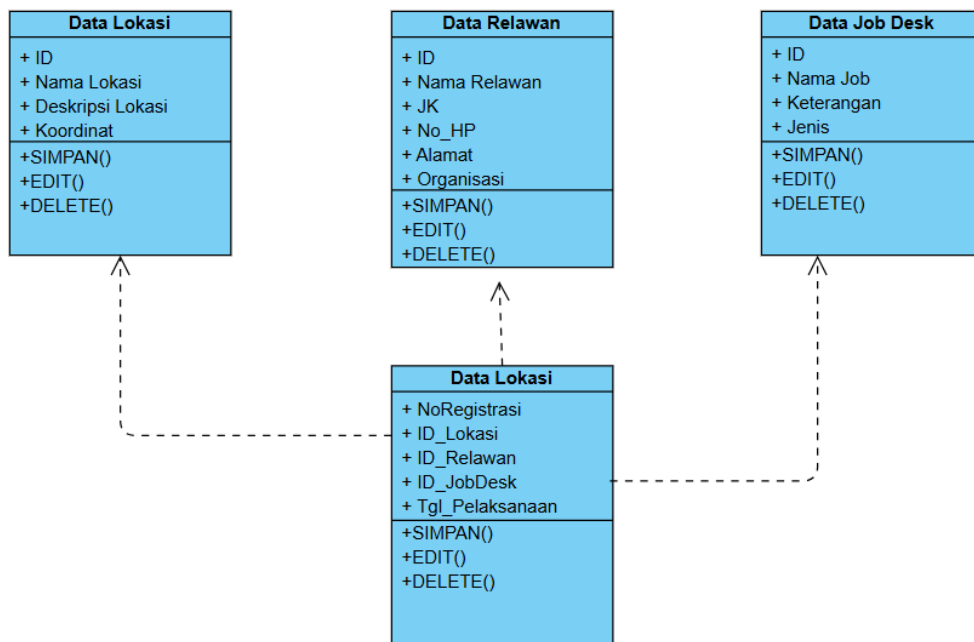 Data Lokasi
+ ID
+ Nama Lokasi
+ Deskripsi Lokasi
+ Koordinat
+SIMPAN()
+EDIT()
+DELETE()
Data Relawan
+ ID
+ Nama Relawan
+ JK
+ No_HP
+ Alamat
+ Organisasi
+SIMPAN()
+EDIT()
+DELETE()
Data Job Desk
+ ID
+ Nama Job
+ Keterangan
+ Jenis
+SIMPAN()
+EDIT()
+DELETE()
Data Lokasi
+ NoRegistrasi
+ ID_Lokasi
+ ID_Relawan
+ ID_JobDesk
+ Tgl_Pelaksanaan
+SIMPAN()
+EDIT()
+DELETE()